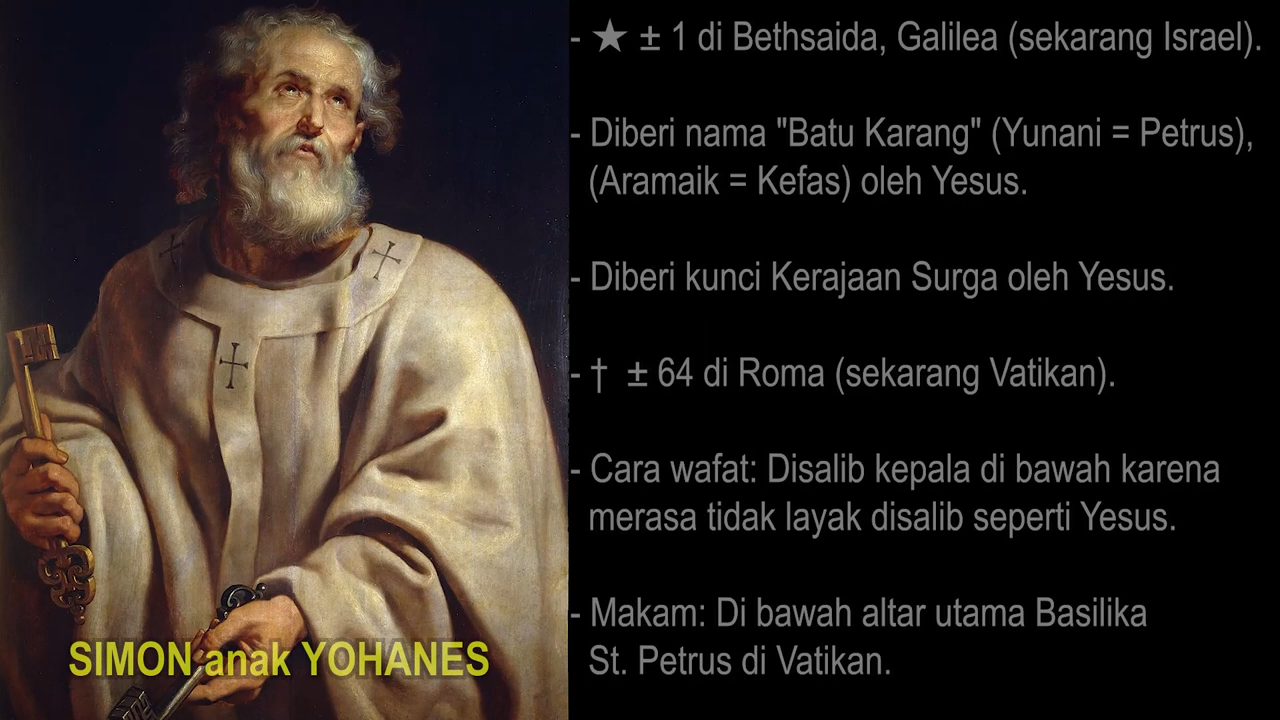 - ★ ± 1 di Bethsaida, Galilea (sekarang Israel).
- Diberi nama "Batu Karang" (Yunani = Petrus),
(Aramaik = Kefas) oleh Yesus.
- Diberi kunci Kerajaan Surga oleh Yesus.
- † ± 64 di Roma (sekarang Vatikan).
- Cara wafat: Disalib kepala di bawah karena
merasa tidak layak disalib seperti Yesus.
- Makam: Di bawah altar utama Basilika
St. Petrus di Vatikan.
SIMON anak YOHANES